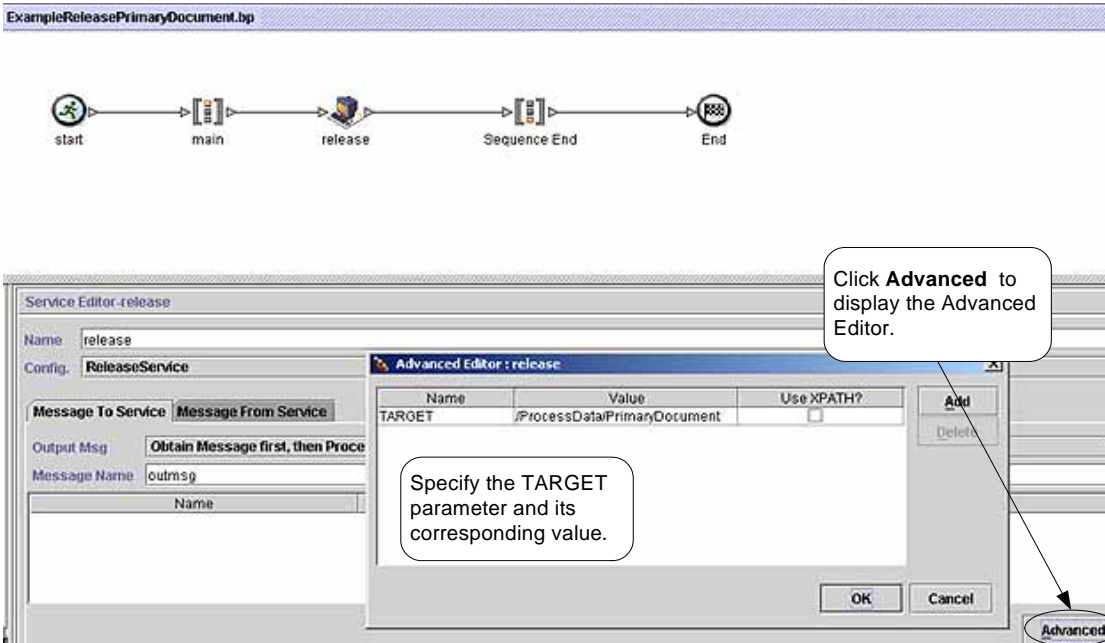 ExampleReleasePrimaryDocument.bp
start
main
release
Sequence End
End
Click Advanced to
display the Advanced
Editor.
Service Editor-release
Name release
Config. ReleaseService
Message To Service Message From Service
Output Msg Obtain Message first, then Proce
Message Name outmsg
Name
Advanced Editor : release
Name Value Use XPATH?
TARGET /ProcessData/PrimaryDocument
Add
Delete
Specify the TARGET
parameter and its
corresponding value.
OK Cancel
Advanced